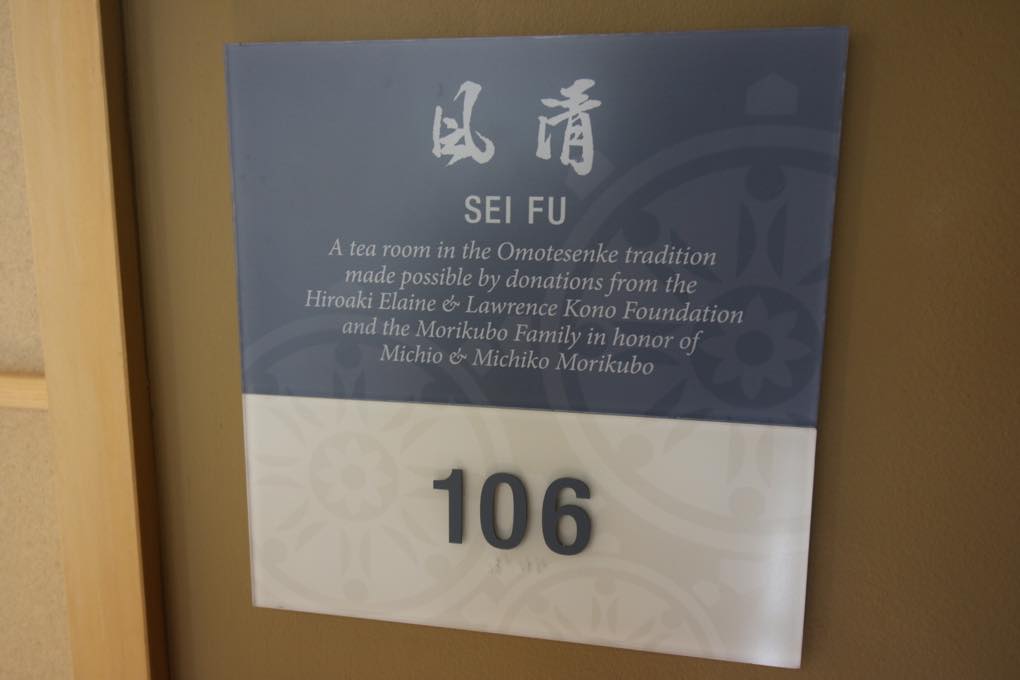 風清
SEI FU
A tea room in the Omotesenke tradition
made possible by donations from the
Hiroaki Elaine & Lawrence Kono Foundation
and the Morikubo Family in honor of
Michio & Michiko Morikubo
106